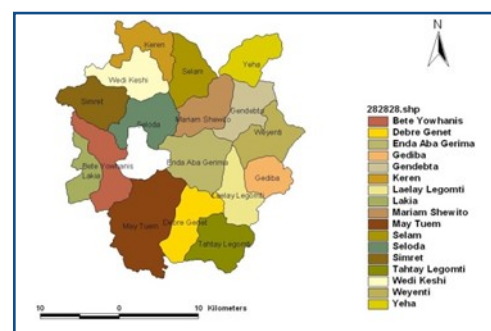 N
Keren
Selam
Yeha
Wedi Keshi
Simret
Gendebta
Mariam Shewito
Seloda
Weyenti
Enda Aba Gerima
Bete Yowhanis
Lakia
Gediba
Laelay Legomti
May Tuem
Debre Genet
Tahtay Legomti
10 0 10 Kilometers
282828.shp
Bete Yowhanis
Debre Genet
Enda Aba Gerima
Gediba
Gendebta
Keren
Laelay Legomti
Lakia
Mariam Shewito
May Tuem
Selam
Seloda
Simret
Tahtay Legomti
Wedi Keshi
Weyenti
Yeha